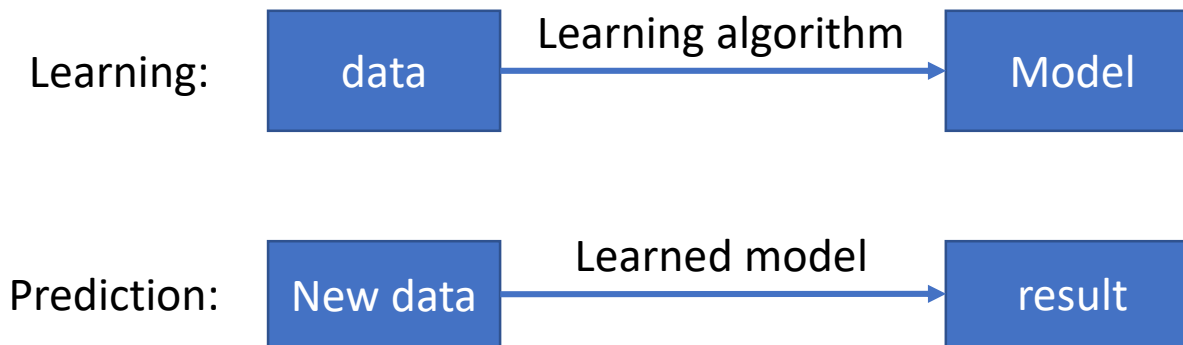 Learning algorithm
Learning: data Model
Learned model
Prediction: New data result